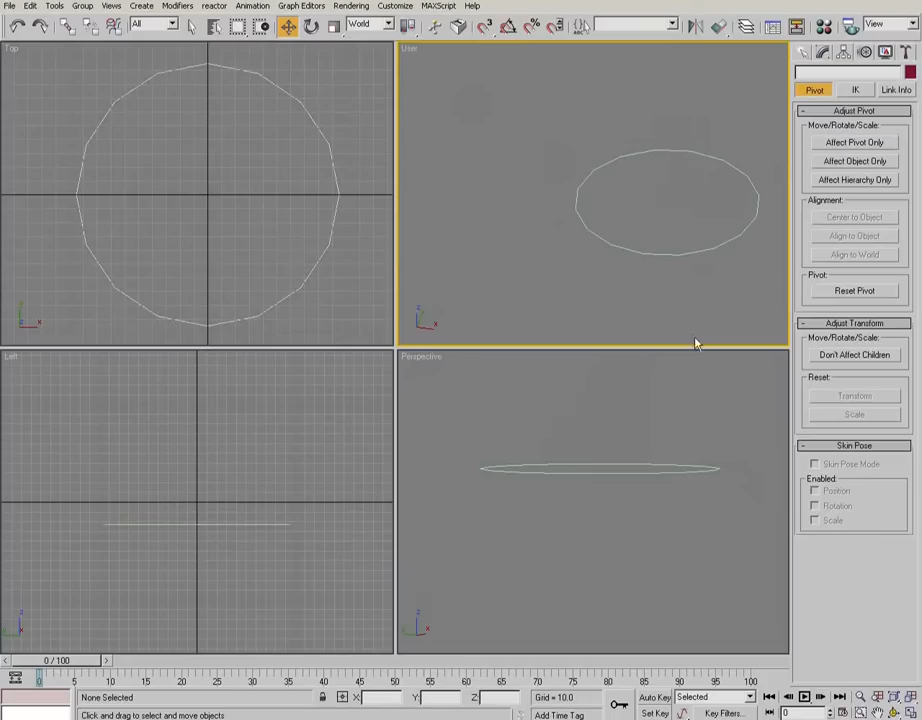 File Edit Tools Group Views Create Modifiers reactor Animation Graph Editors Rendering Customize MAXScript Help
All World View
Top
User
Pivot IK Link Info
- Adjust Pivot
Move/Rotate/Scale:
Affect Pivot Only
Affect Object Only
Affect Hierarchy Only
Alignment:
Center to Object
Align to Object
Align to World
Pivot:
Reset Pivot
- Adjust Transform
Move/Rotate/Scale:
Don't Affect Children
Reset:
Transform
Scale
- Skin Pose
Skin Pose Mode
Enabled:
Position
Rotation
Scale
Left
Perspective
0 / 100
0 5 10 15 20 25 30 35 40 45 50 55 60 65 70 75 80 85 90 95 100
None Selected X: Y: Z: Grid = 10.0 Auto Key Selected
Click and drag to select and move objects Add Time Tag Set Key Key Filters... 0